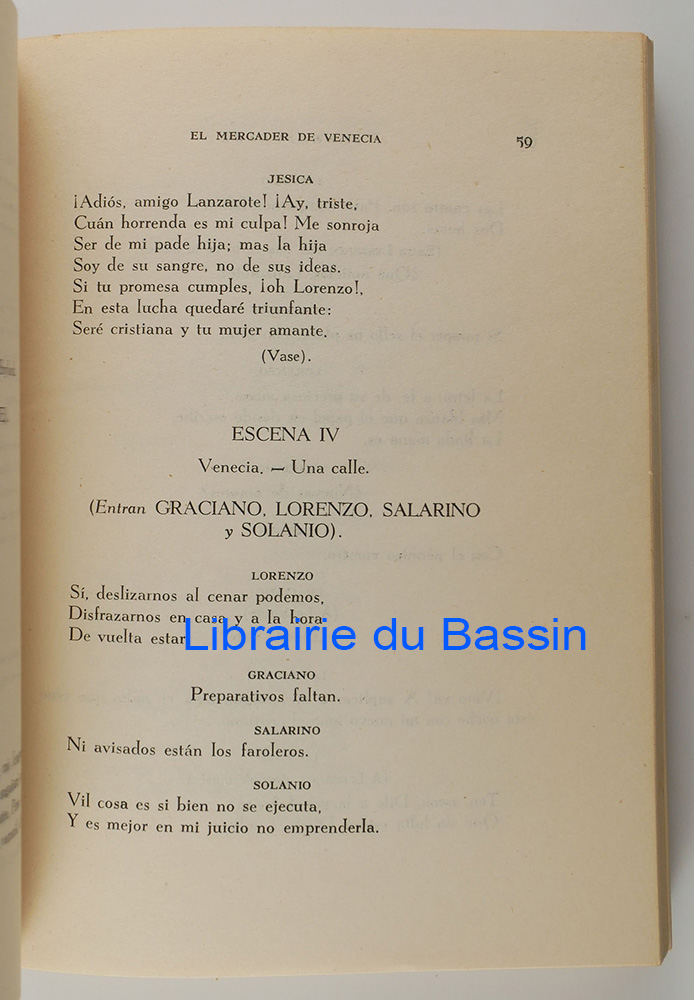 EL MERCADER DE VENECIA 59
JESICA
¡Adiós, amigo Lanzarote! ¡Ay, triste,
Cuán horrenda es mi culpa! Me sonroja
Ser de mi pade hija; mas la hija
Soy de su sangre, no de sus ideas.
Si tu promesa cumples, ¡oh Lorenzo!,
En esta lucha quedaré triunfante:
Seré cristiana y tu mujer amante.
(Vase).
ESCENA IV
Venecia. — Una calle.
(Entran GRACIANO, LORENZO, SALARINO
y SOLANIO).
LORENZO
Sí, deslizarnos al cenar podemos,
Disfrazarnos en casa y a la hora
De vuelta estar
Librairie du Bassin
GRACIANO
Preparativos faltan.
SALARINO
Ni avisados están los faroleros.
SOLANIO
Vil cosa es si bien no se ejecuta,
Y es mejor en mi juicio no emprenderla.